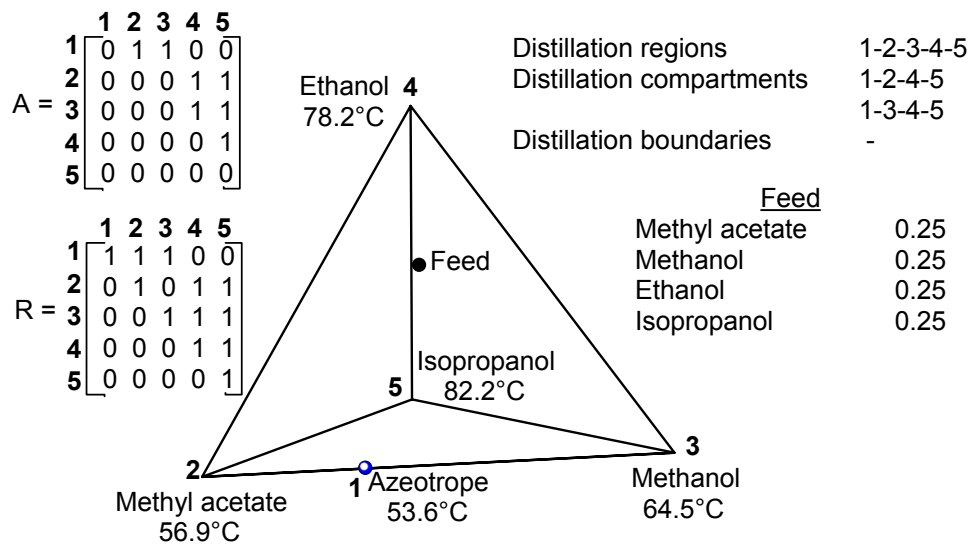 1 2 3 4 5
1 0 1 1 0 0
2 0 0 0 1 1
A = 3 0 0 0 1 1
4 0 0 0 0 1
5 0 0 0 0 0
1 2 3 4 5
1 1 1 1 0 0
2 0 1 0 1 1
R = 3 0 0 1 1 1
4 0 0 0 1 1
5 0 0 0 0 1
Ethanol 4
78.2°C
Feed
Isopropanol
5 82.2°C
2
Methyl acetate
56.9°C
1 Azeotrope
53.6°C
3
Methanol
64.5°C
Distillation regions 1-2-3-4-5
Distillation compartments 1-2-4-5
1-3-4-5
Distillation boundaries -
Feed
Methyl acetate 0.25
Methanol 0.25
Ethanol 0.25
Isopropanol 0.25